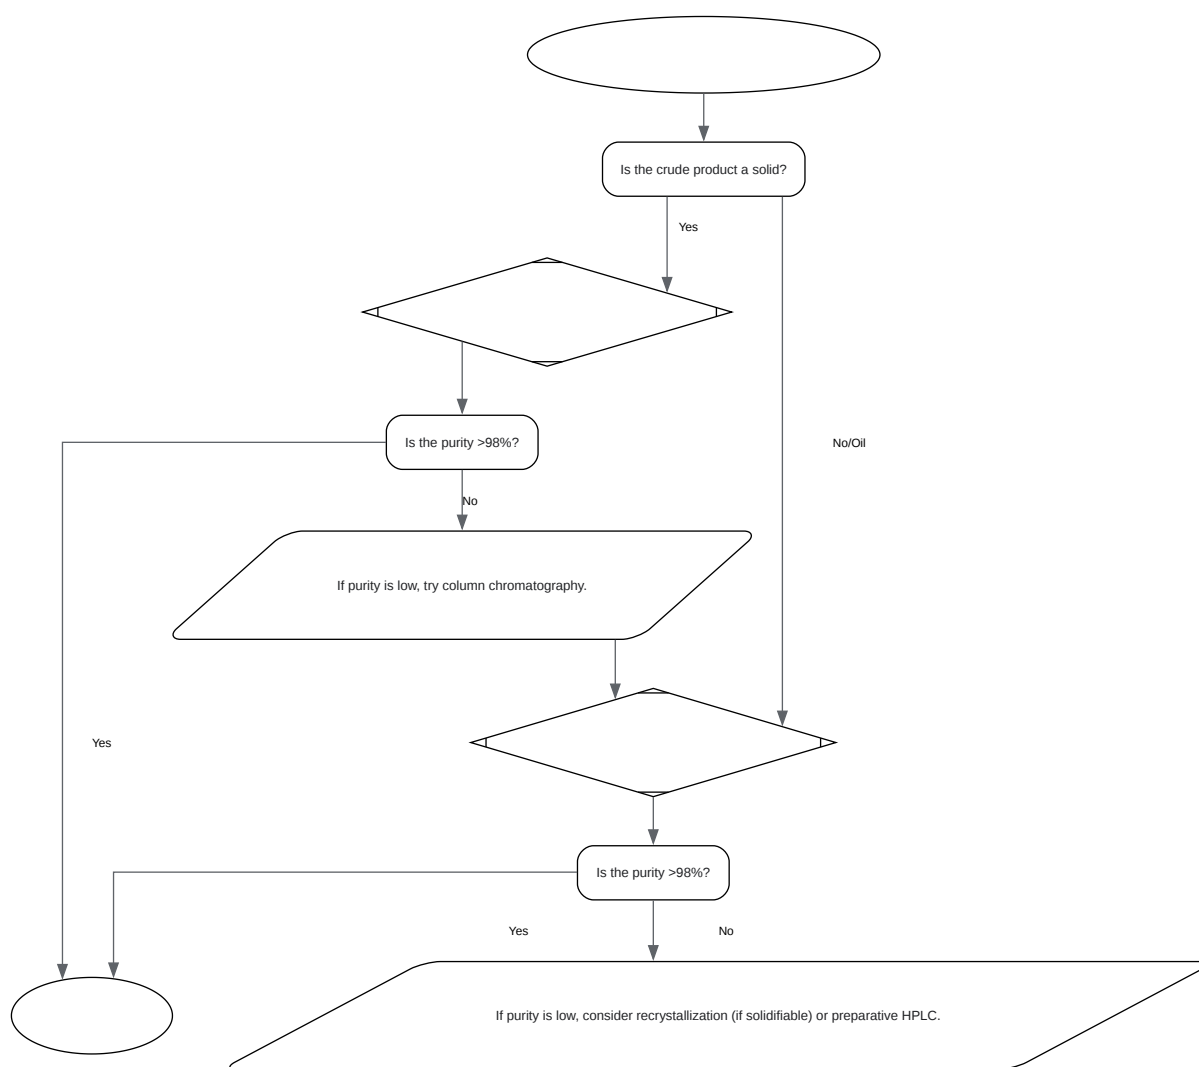 Is the crude product a solid?
Yes
Is the purity >98%?
No/Oil
No
If purity is low, try column chromatography.
Yes
Is the purity >98%?
Yes
No
If purity is low, consider recrystallization (if solidifiable) or preparative HPLC.